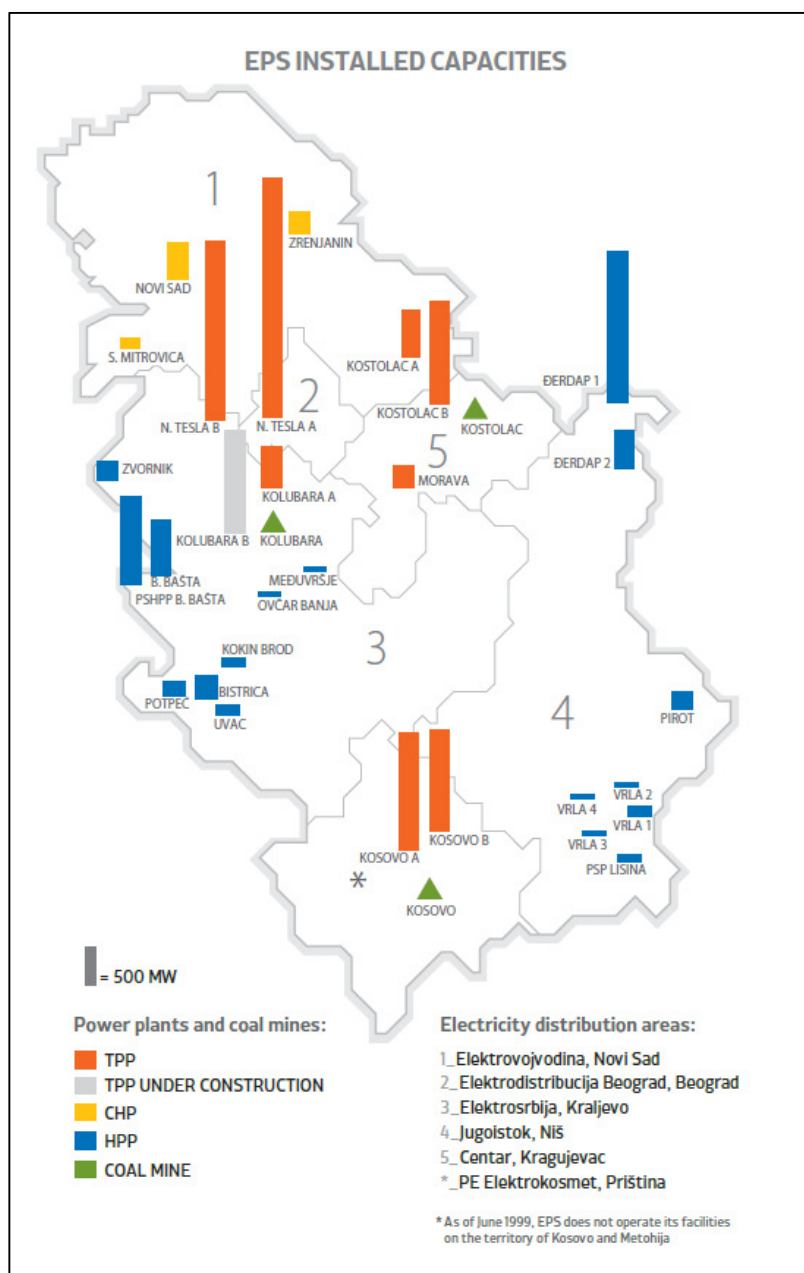 EPS INSTALLED CAPACITIES
1
ZRENJANIN
NOVI SAD
S. MITROVICA
KOSTOLAC A
2
ĐERDAP 1
KOSTOLAC B
N. TESLA B
N. TESLA A
KOSTOLAC
5
ĐERDAP 2
ZVORNIK
MORAVA
KOLUBARA A
KOLUBARA B
KOLUBARA
B. BAŠTA
MEĐUVRŠJE
PSHPP B. BAŠTA
OVČAR BANJA
3
KOKIN BROD
BISTRICA
POTPEĆ
UVAC
4
PIROT
VRLA 2
VRLA 4
VRLA 1
VRLA 3
KOSOVO B
KOSOVO A
PSP LISINA
*
KOSOVO
= 500 MW
Power plants and coal mines:
TPP
TPP UNDER CONSTRUCTION
CHP
HPP
COAL MINE
Electricity distribution areas:
1_Elektrovojvodina, Novi Sad
2_Elektrodistribucija Beograd, Beograd
3_Elektrosrbija, Kraljevo
4_Jugoistok, Niš
5_Centar, Kragujevac
*_PE Elektrokosmet, Priština
* As of June 1999, EPS does not operate its facilities
on the territory of Kosovo and Metohija